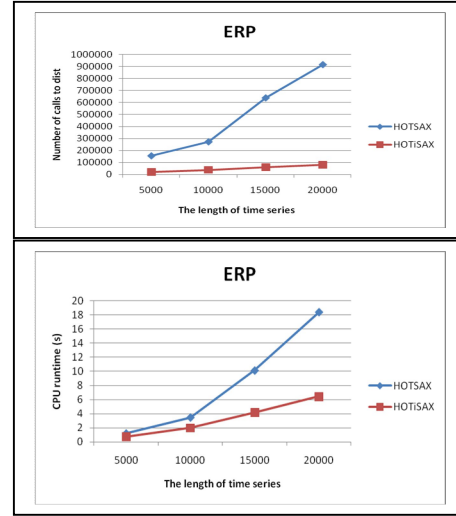 ERP
Number of calls to dist
1000000
900000
800000
700000
600000
500000
400000
300000
200000
100000
0
5000 10000 15000 20000
The length of time series
HOTSAX
HOTiSAX
ERP
CPU runtime (s)
20
18
16
14
12
10
8
6
4
2
0
5000 10000 15000 20000
The length of time series
HOTSAX
HOTiSAX